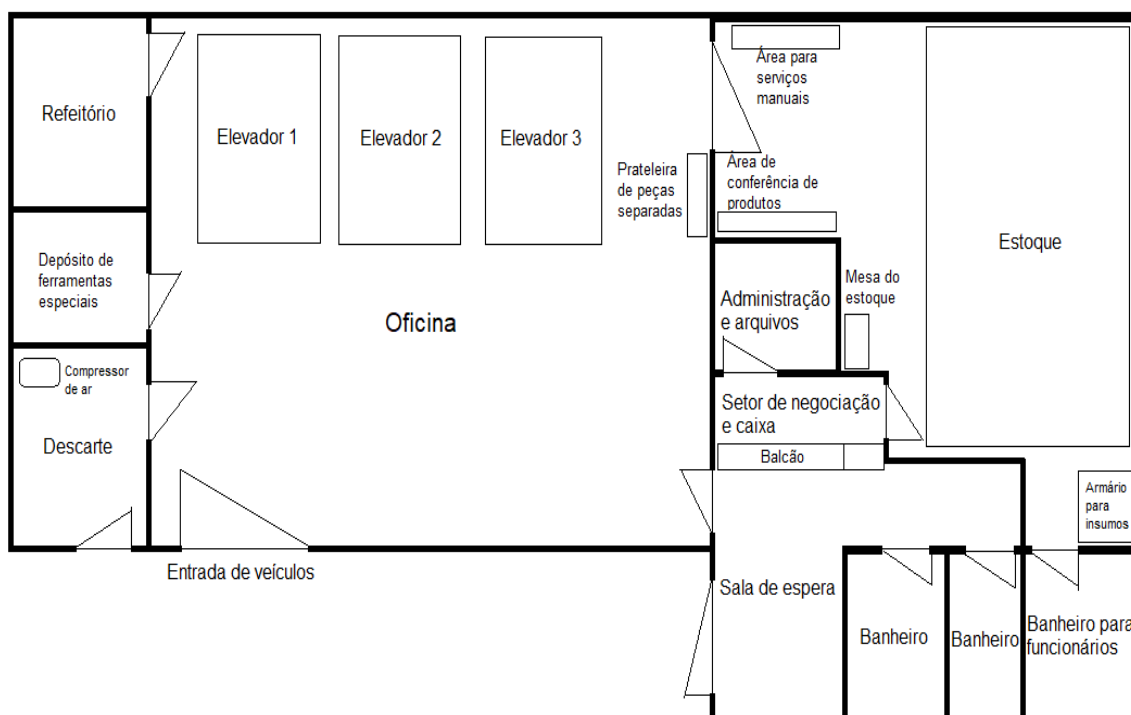 Refeitório
Elevador 1
Elevador 2
Elevador 3
Área para
serviços
manuais
Prateleira
de peças
separadas
Área de
conferência de
produtos
Estoque
Depósito de
ferramentas
especiais
Oficina
Administração
e arquivos
Mesa do
estoque
Compressor
de ar
Descarte
Setor de negociação
e caixa
Balcão
Armário
para
insumos
Entrada de veículos
Sala de espera
Banheiro
Banheiro
Banheiro para
funcionários